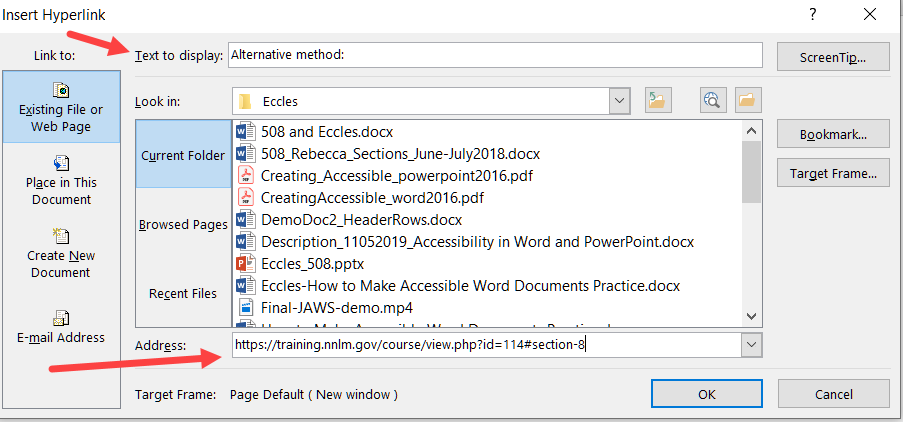 Insert Hyperlink
? 
Link to:
Text to display: Alternative method:
ScreenTip...
Existing File or
Web Page
Place in This
Document
Create New
Document
E-mail Address
Look in: Eccles
Current Folder
Browsed Pages
Recent Files
508 and Eccles.docx
508_Rebecca_Sections_June-July2018.docx
Creating_Accessible_powerpoint2016.pdf
CreatingAccessible_word2016.pdf
DemoDoc2_HeaderRows.docx
Description_11052019_Accessibility in Word and PowerPoint.docx
Eccles_508.pptx
Eccles-How to Make Accessible Word Documents Practice.docx
Final-JAWS-demo.mp4
Bookmark...
Target Frame...
Address: https://training.nnlm.gov/course/view.php?id=114#section-8
Target Frame: Page Default ( New window )
OK
Cancel